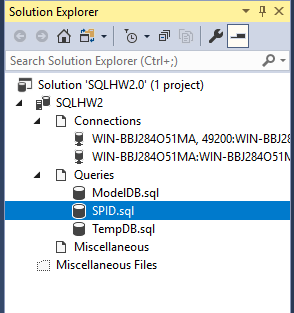 Solution Explorer
Search Solution Explorer (Ctrl+;)
Solution 'SQLHW2.0' (1 project)
SQLHW2
Connections
WIN-BBJ284O51MA, 49200:WIN-BBJ284
WIN-BBJ284O51MA:WIN-BBJ284O51M
Queries
ModelDB.sql
SPID.sql
TempDB.sql
Miscellaneous
Miscellaneous Files